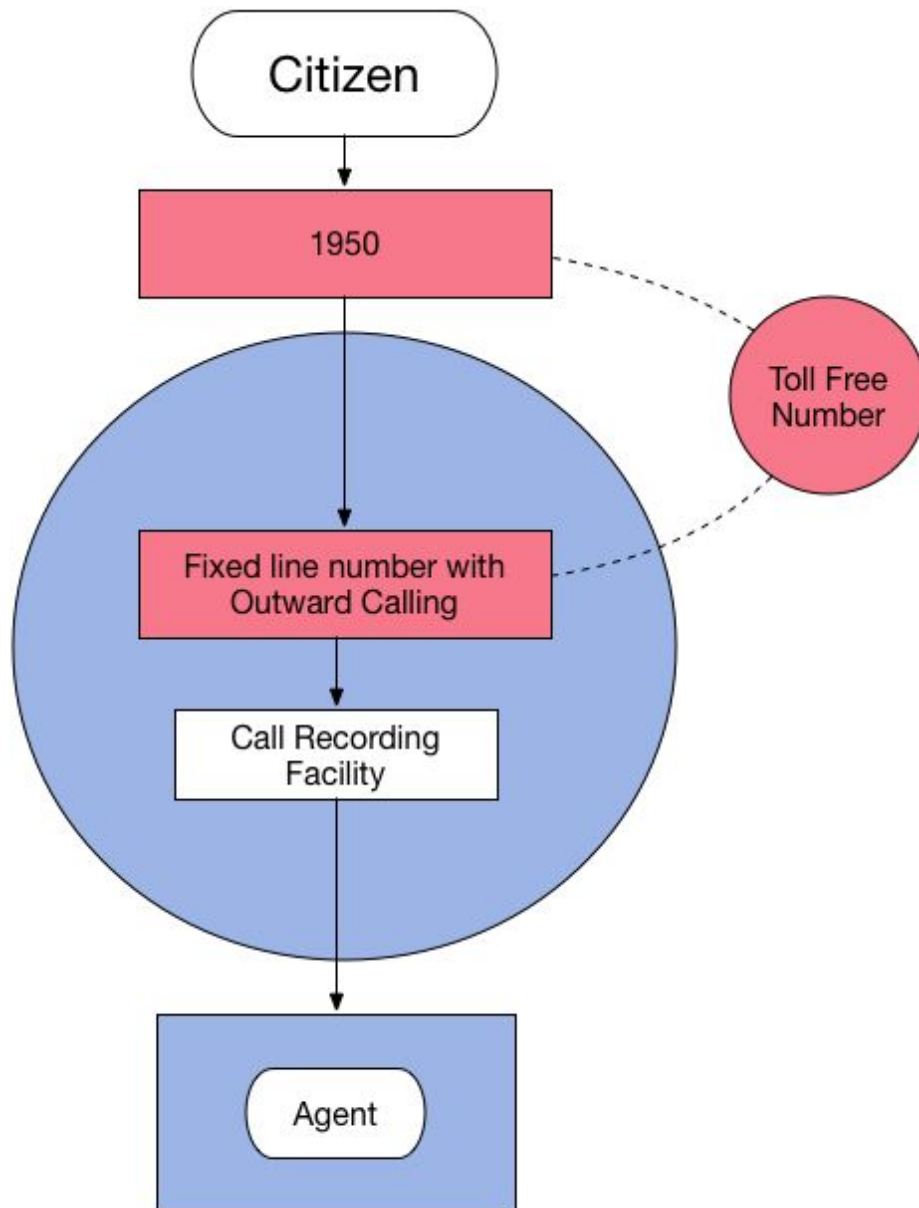 Citizen
1950
Toll Free
Number
Fixed line number with
Outward Calling
Call Recording
Facility
Agent